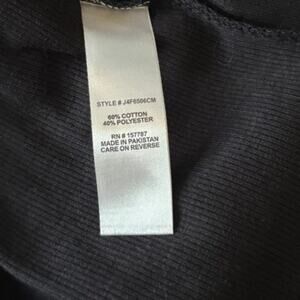 STYLE # J4F6506CM
60% COTTON
40% POLYESTER
RN # 157787
MADE IN PAKISTAN
CARE ON REVERSE